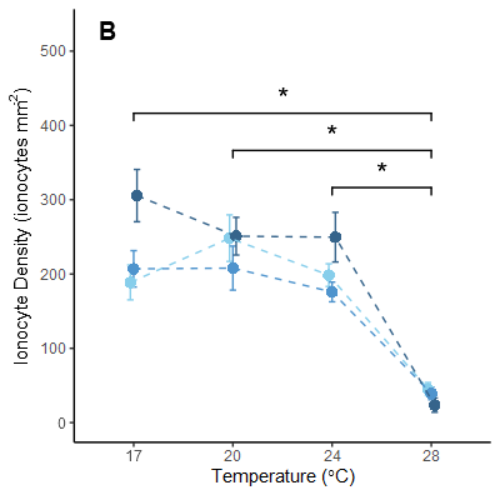 B
500
400
300
200
100
0
Ionocyte Density (ionocytes mm⁻²)
*
*
*
17 20 24 28
Temperature (°C)